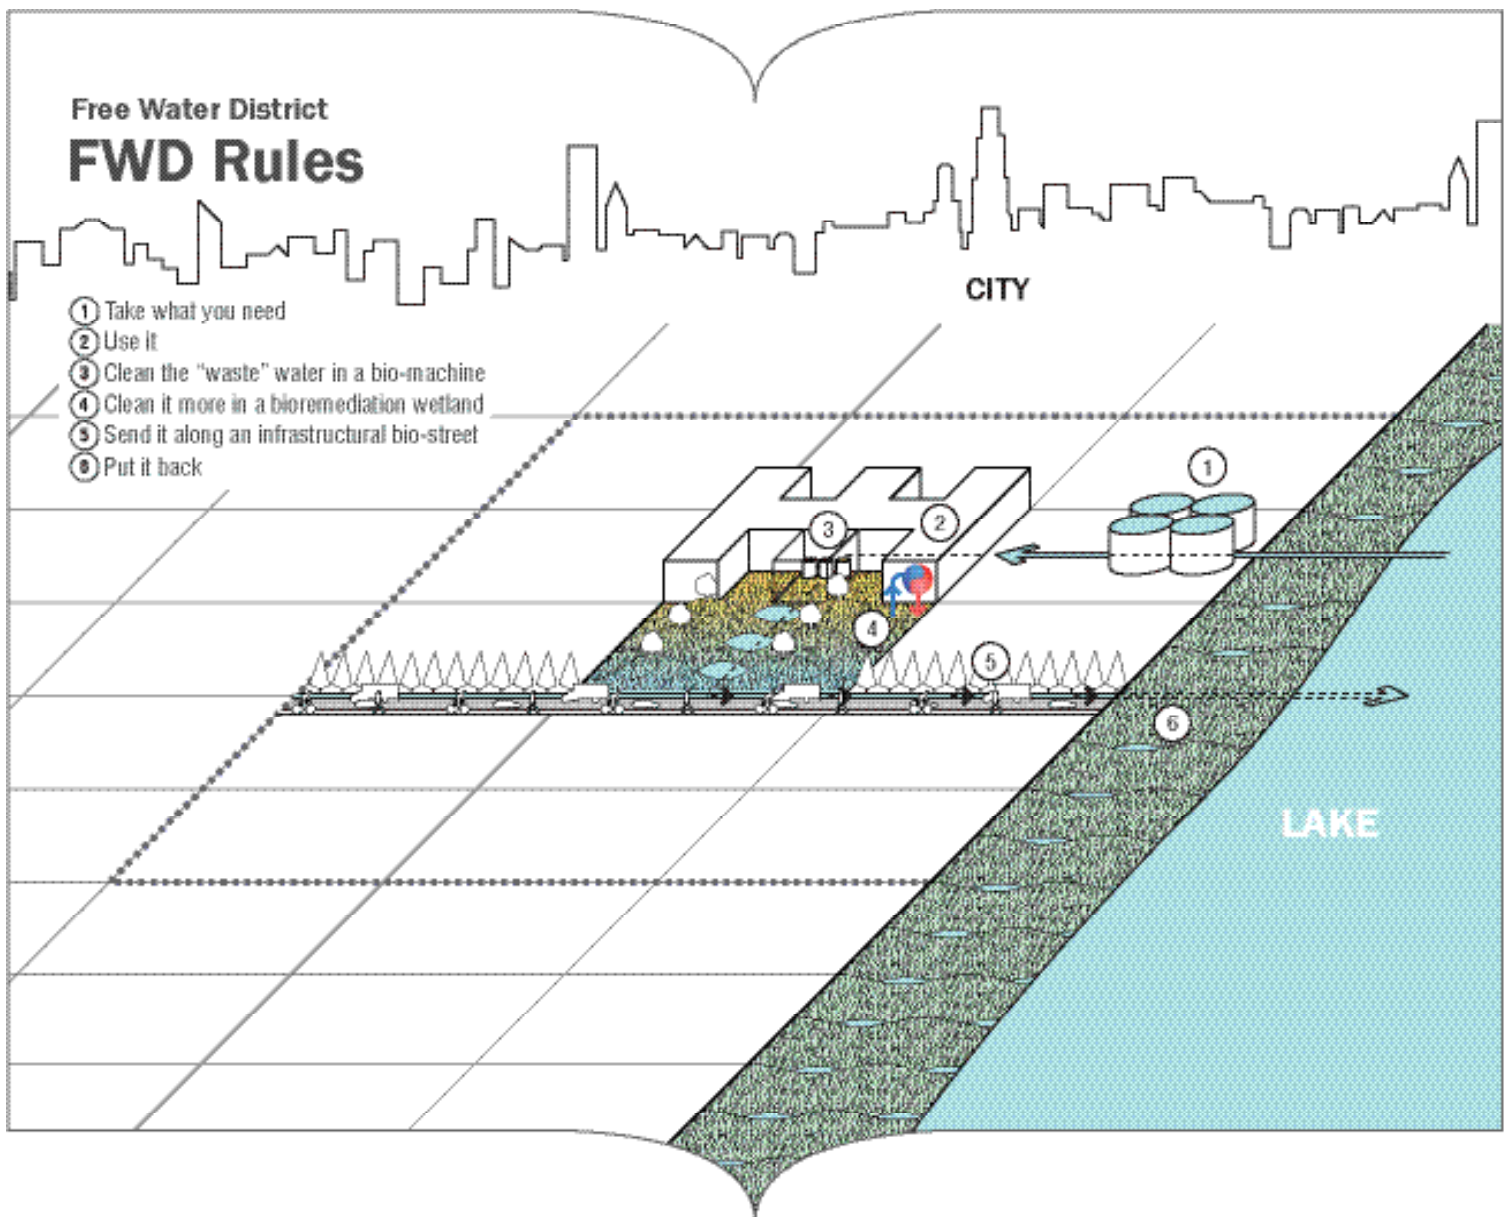 Free Water District
FWD Rules
CITY
1 Take what you need
2 Use it
3 Clean the “waste” water in a bio-machine
4 Clean it more in a bioremediation wetland
5 Send it along an infrastructural bio-street
6 Put it back
1
2
3
4
5
6
LAKE